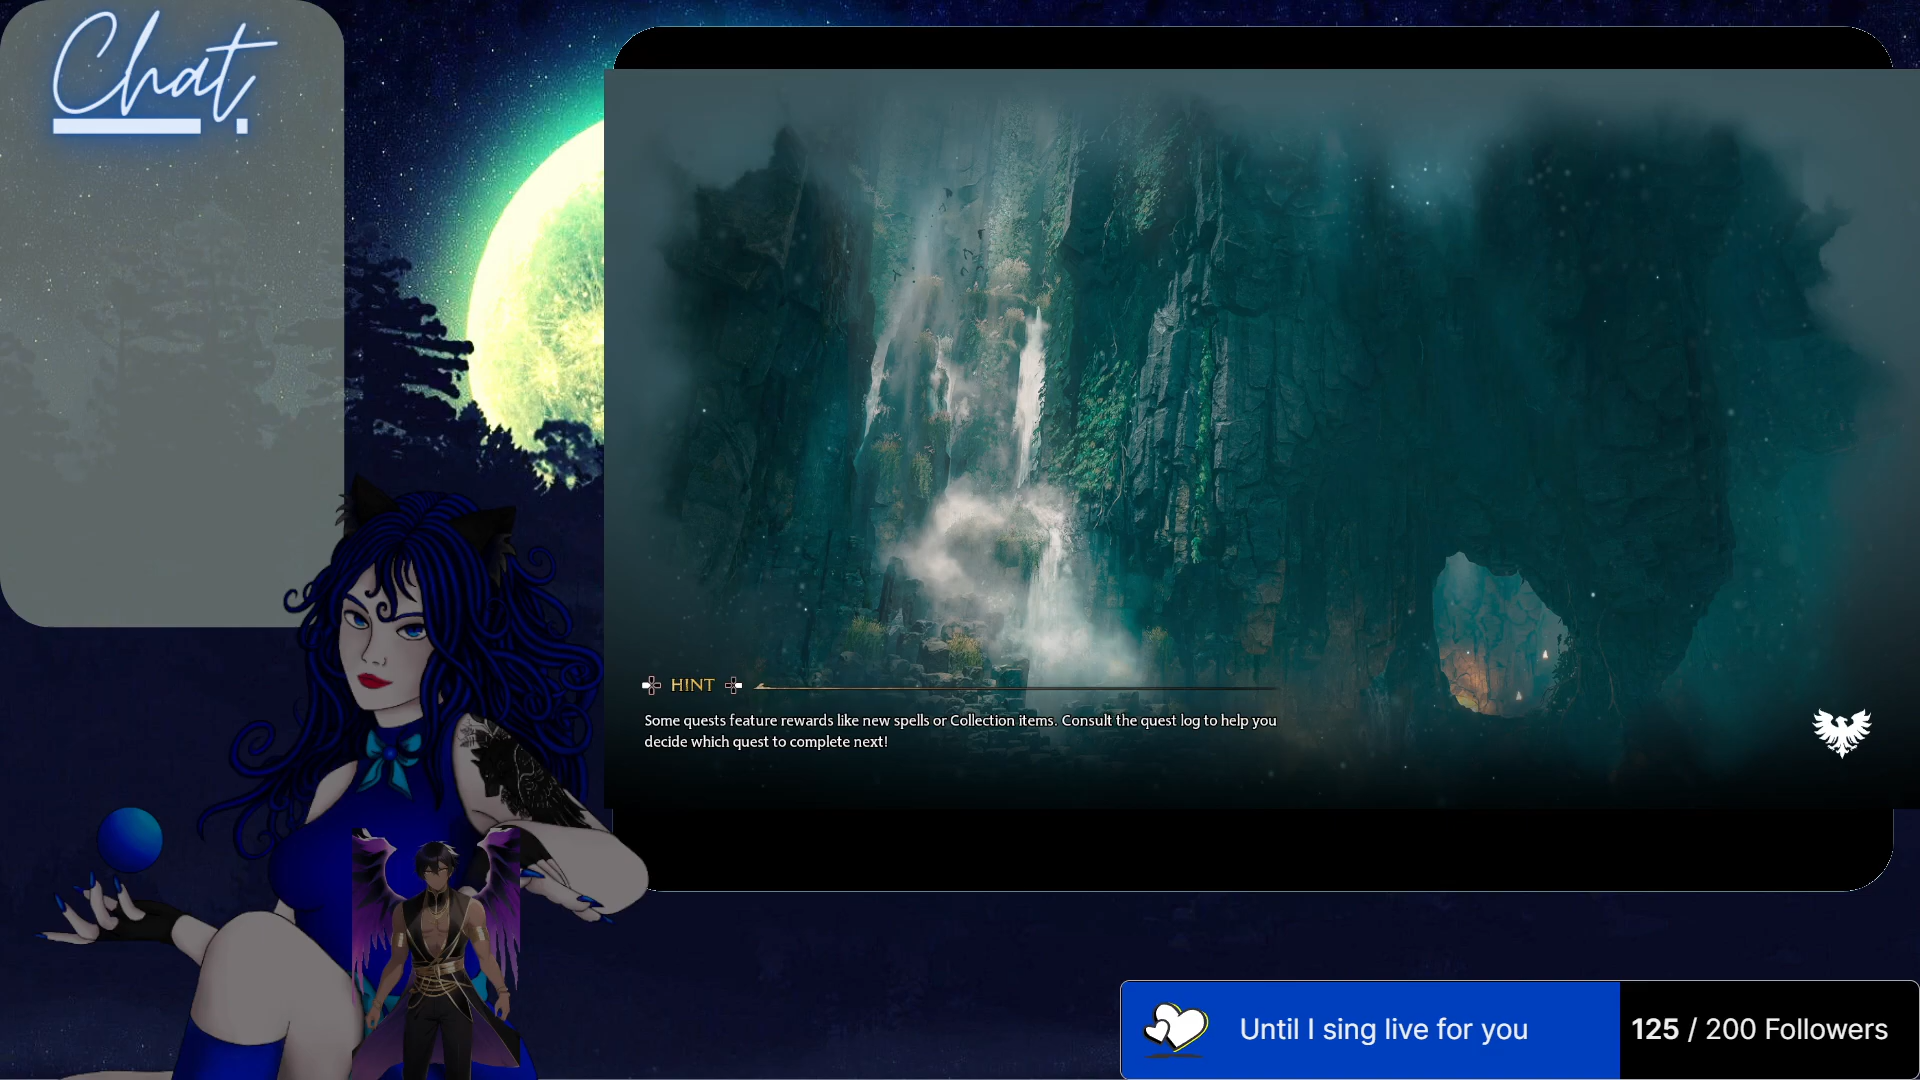 Chat
HINT
Some quests feature rewards like new spells or Collection items. Consult the quest log to help you
decide which quest to complete next!
Until I sing live for you
125 / 200 Followers